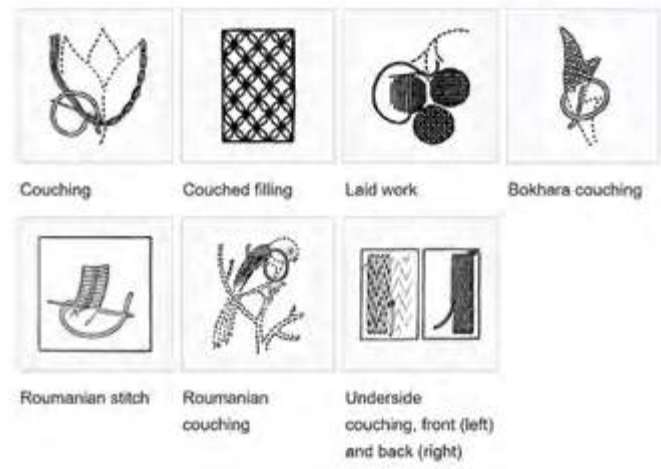 Couching
Couched filling
Laid work
Bokhara couching
Roumanian stitch
Roumanian
couching
Underside
couching, front (left)
and back (right)